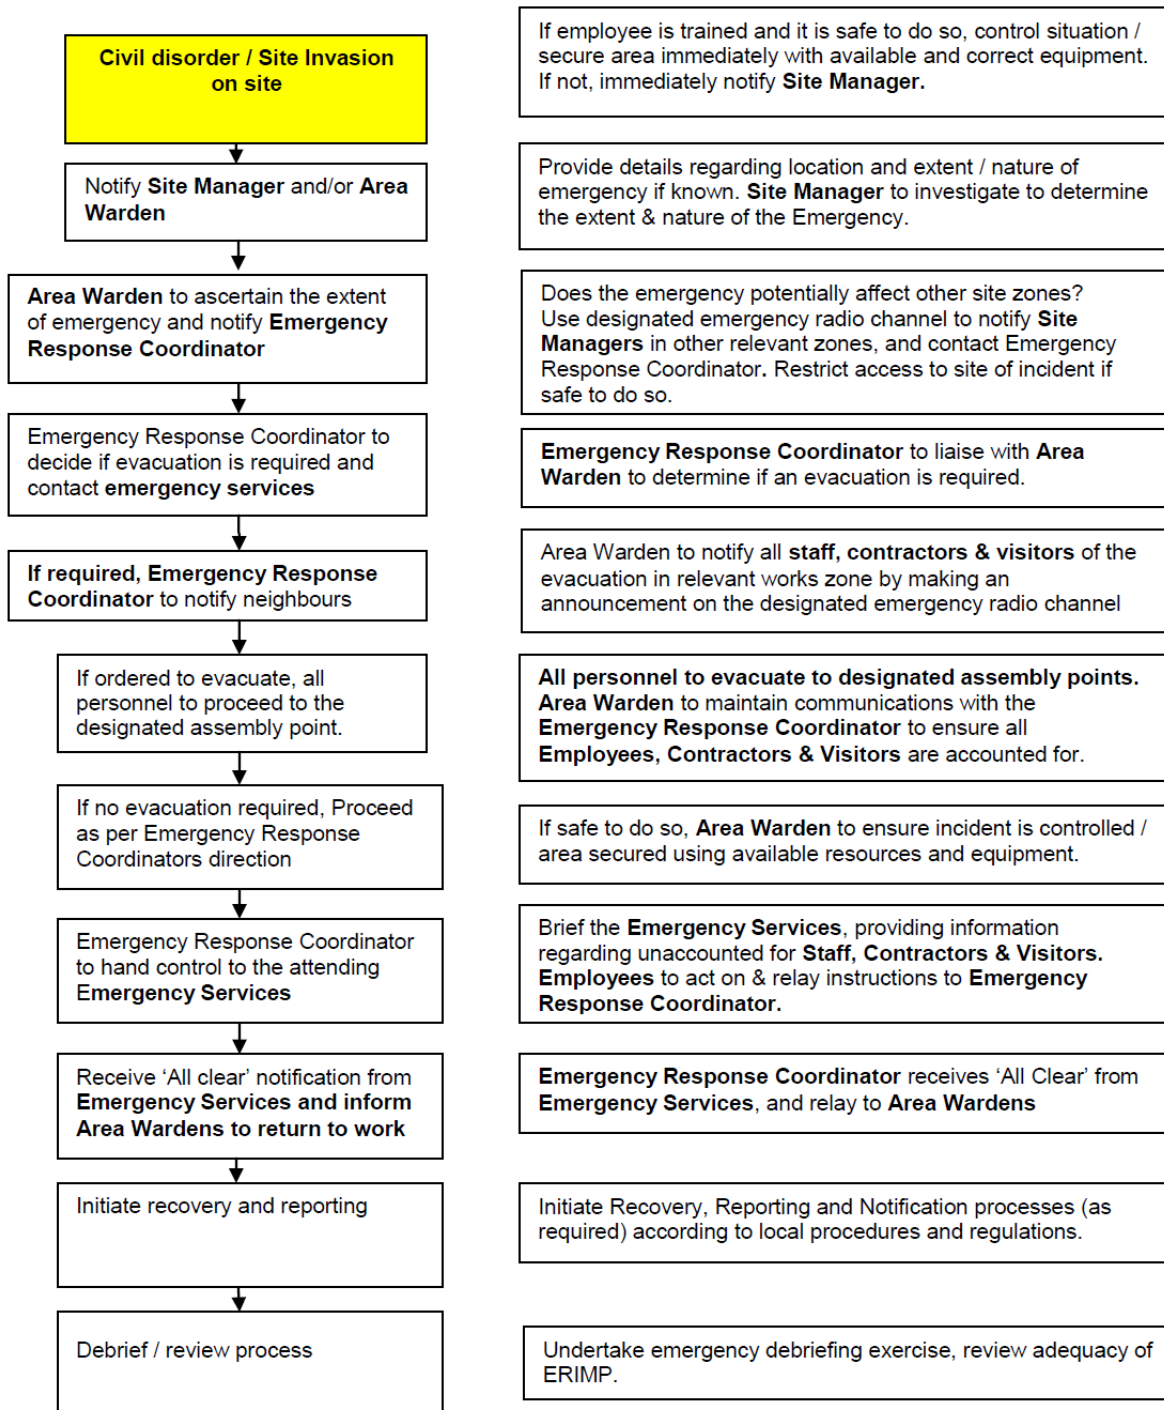 Civil disorder / Site Invasion
on site
If employee is trained and it is safe to do so, control situation /
secure area immediately with available and correct equipment.
If not, immediately notify Site Manager.
Notify Site Manager and/or Area
Warden
Provide details regarding location and extent / nature of
emergency if known. Site Manager to investigate to determine
the extent & nature of the Emergency.
Area Warden to ascertain the extent
of emergency and notify Emergency
Response Coordinator
Does the emergency potentially affect other site zones?
Use designated emergency radio channel to notify Site
Managers in other relevant zones, and contact Emergency
Response Coordinator. Restrict access to site of incident if
safe to do so.
Emergency Response Coordinator to
decide if evacuation is required and
contact emergency services
Emergency Response Coordinator to liaise with Area
Warden to determine if an evacuation is required.
If required, Emergency Response
Coordinator to notify neighbours
Area Warden to notify all staff, contractors & visitors of the
evacuation in relevant works zone by making an
announcement on the designated emergency radio channel
If ordered to evacuate, all
personnel to proceed to the
designated assembly point.
All personnel to evacuate to designated assembly points.
Area Warden to maintain communications with the
Emergency Response Coordinator to ensure all
Employees, Contractors & Visitors are accounted for.
If no evacuation required, Proceed
as per Emergency Response
Coordinators direction
If safe to do so, Area Warden to ensure incident is controlled /
area secured using available resources and equipment.
Emergency Response Coordinator
to hand control to the attending
Emergency Services
Brief the Emergency Services, providing information
regarding unaccounted for Staff, Contractors & Visitors.
Employees to act on & relay instructions to Emergency
Response Coordinator.
Receive ‘All clear’ notification from
Emergency Services and inform
Area Wardens to return to work
Emergency Response Coordinator receives ‘All Clear’ from
Emergency Services, and relay to Area Wardens
Initiate recovery and reporting
Initiate Recovery, Reporting and Notification processes (as
required) according to local procedures and regulations.
Debrief / review process
Undertake emergency debriefing exercise, review adequacy of
ERIMP.